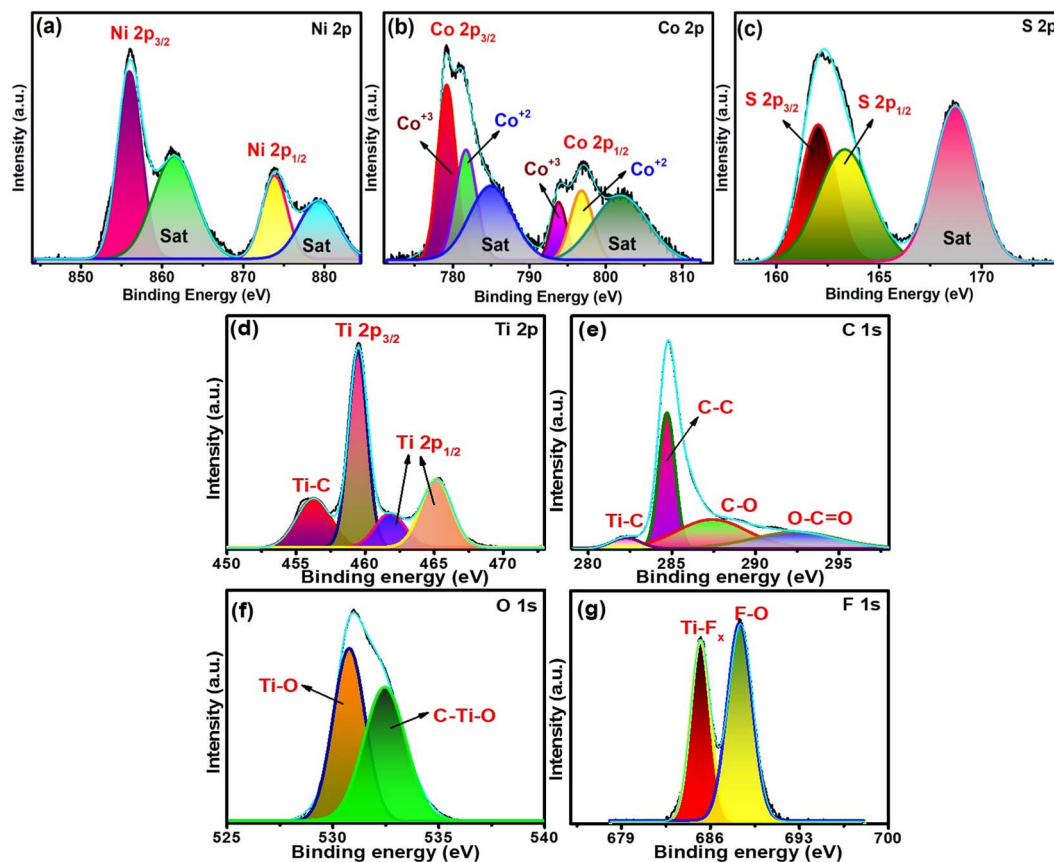 (a)
Ni 2p
Ni 2p3/2
Ni 2p1/2
Sat
Sat
Intensity (a.u.)
850 860 870 880
Binding Energy (eV)
(b)
Co 2p
Co 2p3/2
Co+3
Co+2
Co 2p1/2
Co+3
Co+2
Sat
Sat
Intensity (a.u.)
780 790 800 810
Binding Energy (eV)
(c)
S 2p
S 2p3/2
S 2p1/2
Sat
Intensity (a.u.)
160 165 170
Binding Energy (eV)
(d)
Ti 2p
Ti 2p3/2
Ti 2p1/2
Ti-C
Intensity (a.u.)
450 455 460 465 470
Binding energy (eV)
(e)
C 1s
C-C
Ti-C
C-O
O-C=O
Intensity (a.u.)
280 285 290 295
Binding energy (eV)
(f)
O 1s
Ti-O
C-Ti-O
Intensity (a.u.)
525 530 535 540
Binding energy (eV)
(g)
F 1s
Ti-Fx
F-O
Intensity (a.u.)
679 686 693 700
Binding energy (eV)